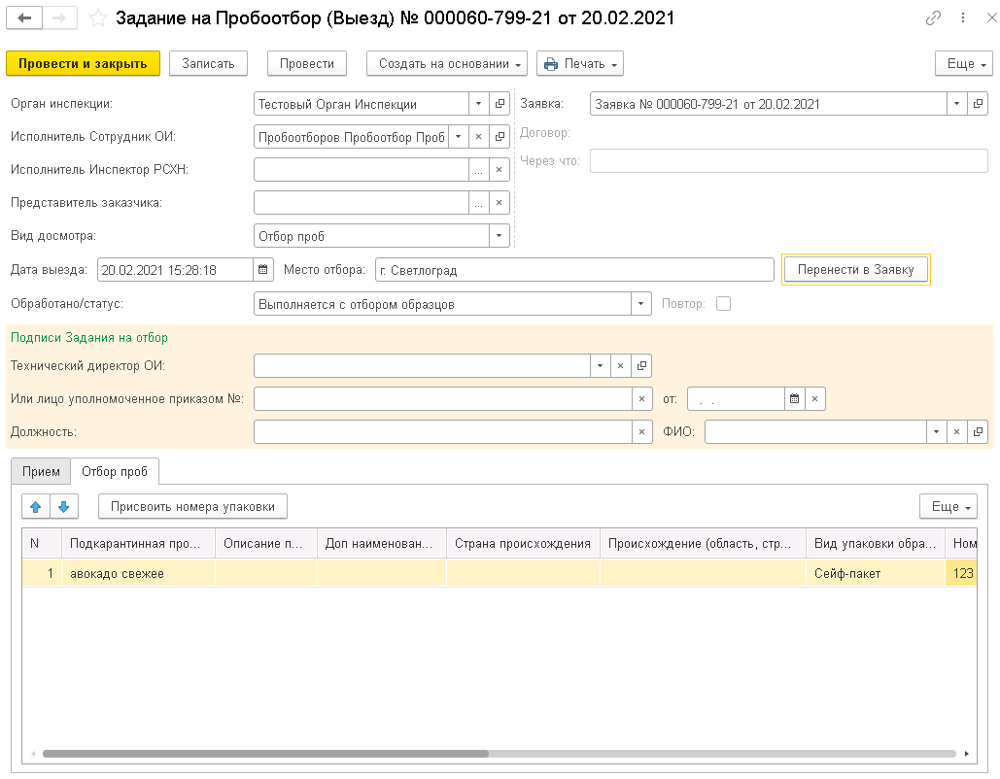 Задание на Пробоотбор (Выезд) № 000060-799-21 от 20.02.2021
Провести и закрыть Записать Провести Создать на основании Печать Еще
Орган инспекции: Тестовый Орган Инспекции Заявка: Заявка № 000060-799-21 от 20.02.2021
Исполнитель Сотрудник ОИ: Пробоотборов Пробоотбор Проб Договор:
Исполнитель Инспектор РСХН: ... Через что:
Представитель заказчика: ...
Вид досмотра: Отбор проб
Дата выезда: 20.02.2021 15:28:18 Место отбора: г. Светлоград Перенести в Заявку
Обработано/статус: Выполняется с отбором образцов Повтор:
Подписи Задания на отбор
Технический директор ОИ:
Или лицо уполномоченное приказом №: от: . .
Должность: ФИО:
Прием Отбор проб
Присвоить номера упаковки Еще
N Подкарантинная про... Описание п... Доп наименован... Страна происхождения Происхождение (область, стр... Вид упаковки обра... Ном
1 авокадо свежее Сейф-пакет 123